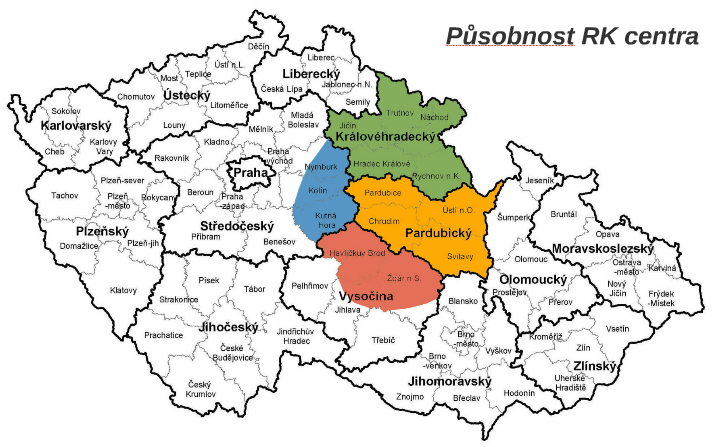 Působnost RK centra
Děčín
Liberec
Ústí n.L.
Teplice
Most
Liberecký
Jablonec n.N.
Chomutov
Ústecký
Česká Lípa
Semily
Litoměřice
Sokolov
Karlovarský
Louny
Mělník
Mladá
Boleslav
Jičín
Trutnov
Náchod
Královéhradecký
Cheb
Karlovy
Vary
Kladno
Rakovník
Praha
-východ
Nymburk
Hradec Králové
Rychnov n.K.
Praha
Plzeň-sever
Tachov
Plzeň
-město
Rokycany
Beroun
Praha
-západ
Kolín
Pardubice
Jeseník
Středočeský
Kutná
Hora
Chrudim
Ústí n.O.
Pardubický
Šumperk
Bruntál
Opava
Moravskoslezský
Plzeňský
Domažlice
Plzeň-jih
Příbram
Benešov
Havlíčkův Brod
Svitavy
Olomouc
Ostrava
-město
Karviná
Klatovy
Písek
Tábor
Pelhřimov
Žďár n S.
Olomoucký
Nový
Jičín
Frýdek
-Místek
Strakonice
Vysočina
Jihlava
Blansko
Prostějov
Přerov
Prachatice
Jihočeský
Jindřichův
Hradec
Třebíč
Brno
-město
Kroměříž
Vsetín
České
Budějovice
Brno
-venkov
Vyškov
Zlín
Zlínský
Český
Krumlov
Jihomoravský
Uherské
Hradiště
Znojmo
Břeclav
Hodonín